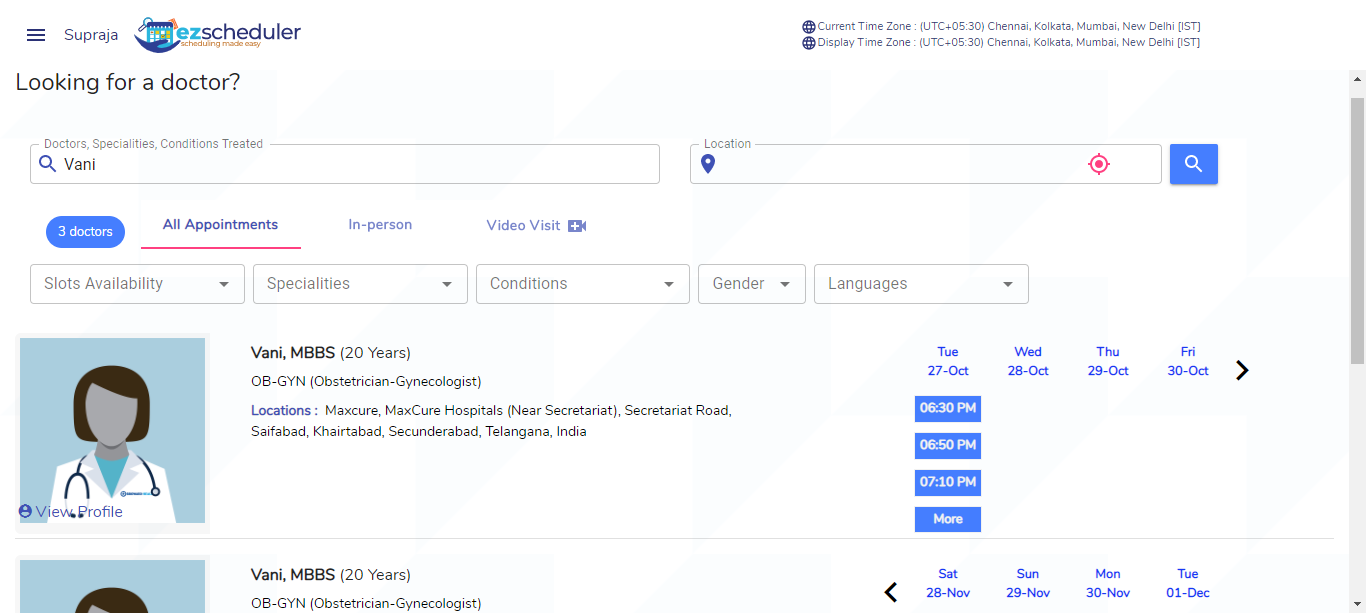 Supraja
ezscheduler
scheduling made easy
Current Time Zone : (UTC+05:30) Chennai, Kolkata, Mumbai, New Delhi [IST]
Display Time Zone : (UTC+05:30) Chennai, Kolkata, Mumbai, New Delhi [IST]
Looking for a doctor?
Doctors, Specialities, Conditions Treated
Vani
Location
3 doctors
All Appointments
In-person
Video Visit
Slots Availability
Specialities
Conditions
Gender
Languages
Vani, MBBS (20 Years)
OB-GYN (Obstetrician-Gynecologist)
Locations : Maxcure, MaxCure Hospitals (Near Secretariat), Secretariat Road,
Saifabad, Khairtabad, Secunderabad, Telangana, India
View Profile
Tue Wed Thu Fri
27-Oct 28-Oct 29-Oct 30-Oct
06:30 PM
06:50 PM
07:10 PM
More
Vani, MBBS (20 Years)
OB-GYN (Obstetrician-Gynecologist)
Sat Sun Mon Tue
28-Nov 29-Nov 30-Nov 01-Dec